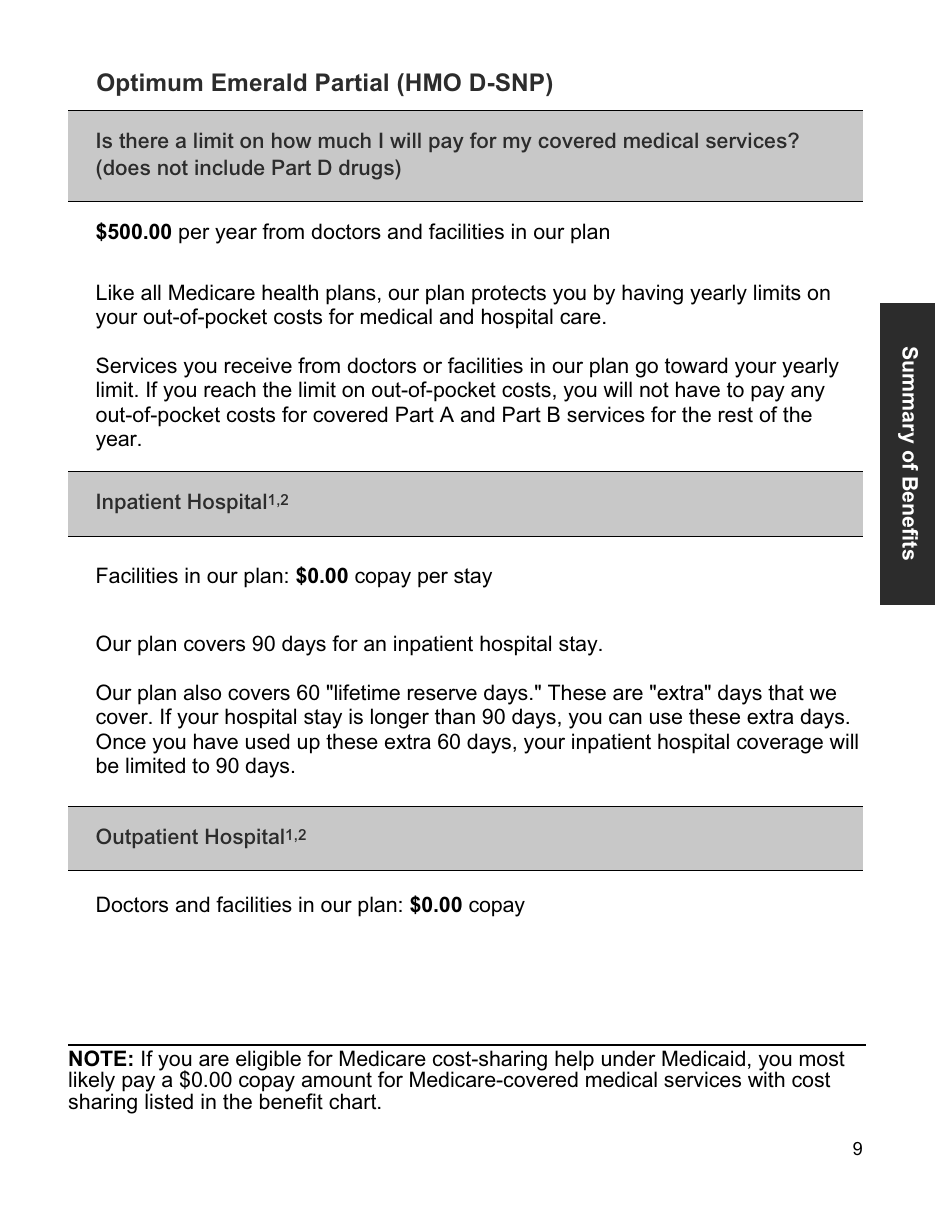 Optimum Emerald Partial (HMO D-SNP)
Is there a limit on how much I will pay for my covered medical services?
(does not include Part D drugs)
$500.00 per year from doctors and facilities in our plan
Like all Medicare health plans, our plan protects you by having yearly limits on
your out-of-pocket costs for medical and hospital care.
Services you receive from doctors or facilities in our plan go toward your yearly
limit. If you reach the limit on out-of-pocket costs, you will not have to pay any
out-of-pocket costs for covered Part A and Part B services for the rest of the
year.
Inpatient Hospital1,2
Facilities in our plan: $0.00 copay per stay
Our plan covers 90 days for an inpatient hospital stay.
Our plan also covers 60 "lifetime reserve days." These are "extra" days that we
cover. If your hospital stay is longer than 90 days, you can use these extra days.
Once you have used up these extra 60 days, your inpatient hospital coverage will
be limited to 90 days.
Outpatient Hospital1,2
Doctors and facilities in our plan: $0.00 copay
NOTE: If you are eligible for Medicare cost-sharing help under Medicaid, you most
likely pay a $0.00 copay amount for Medicare-covered medical services with cost
sharing listed in the benefit chart.
9
Summary of Benefits